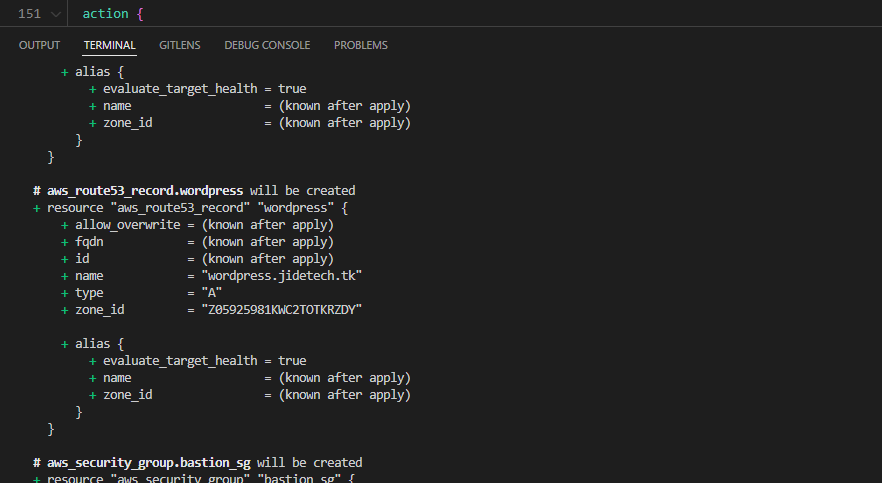 151 action {
OUTPUT TERMINAL GITLENS DEBUG CONSOLE PROBLEMS
+ alias {
+ evaluate_target_health = true
+ name = (known after apply)
+ zone_id = (known after apply)
}
}
# aws_route53_record.wordpress will be created
+ resource "aws_route53_record" "wordpress" {
+ allow_overwrite = (known after apply)
+ fqdn = (known after apply)
+ id = (known after apply)
+ name = "wordpress.jidetech.tk"
+ type = "A"
+ zone_id = "Z05925981KWC2TOTKRZDY"
+ alias {
+ evaluate_target_health = true
+ name = (known after apply)
+ zone_id = (known after apply)
}
}
# aws_security_group.bastion_sg will be created
+ resource "aws_security_group" "bastion_sg" {